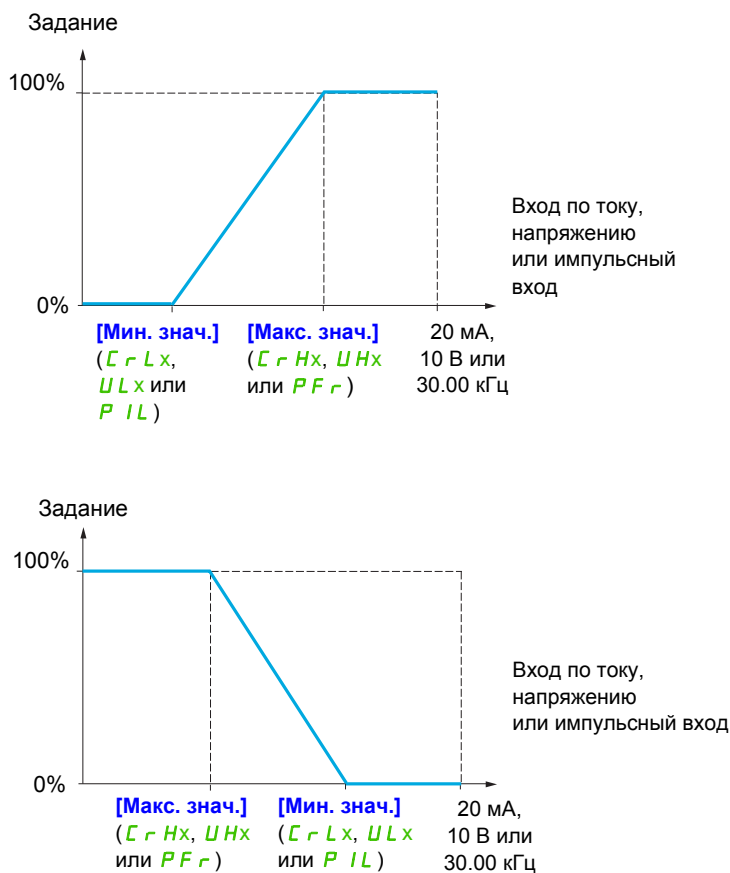 Задание
100%
0%
Вход по току,
напряжению
или импульсный
вход
[Мин. знач.]
(CrLx,
ULx или
PIL)
[Макс. знач.]
(CrHx, UHx
или PFr)
20 мА,
10 В или
30.00 кГц
Задание
100%
0%
Вход по току,
напряжению
или импульсный вход
[Макс. знач.]
(CrHx, UHx
или PFr)
[Мин. знач.]
(CrLx, ULx
или PIL)
20 мА,
10 В или
30.00 кГц